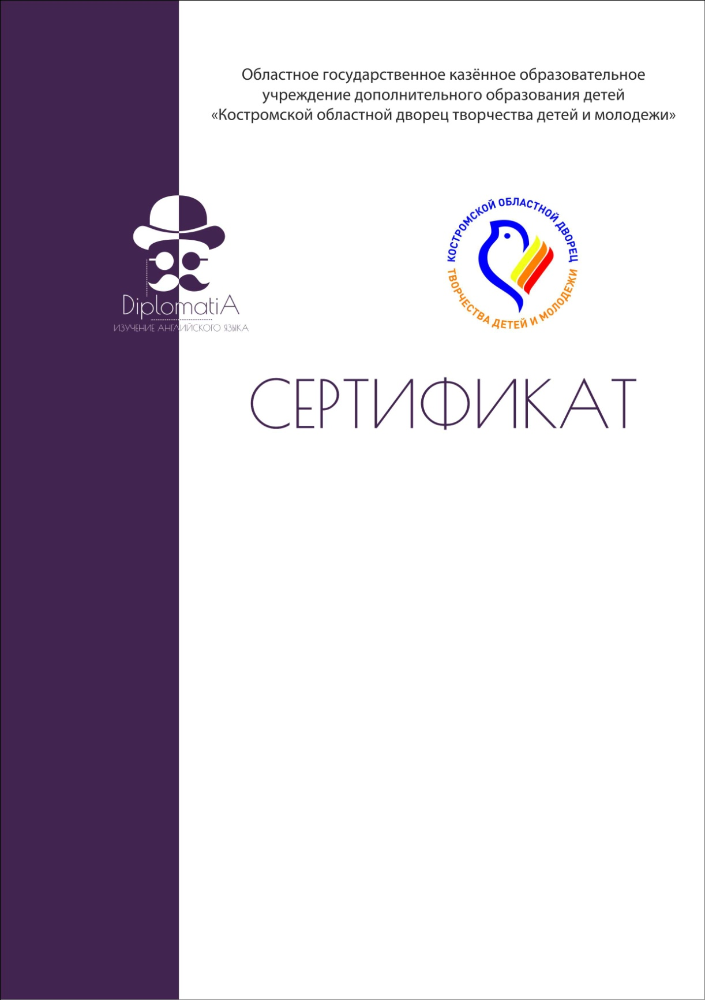 Областное государственное казённое образовательное
учреждение дополнительного образования детей
«Костромской областной дворец творчества детей и молодежи»
DiplomatiA
ИЗУЧЕНИЕ АНГЛИЙСКОГО ЯЗЫКА
КОСТРОМСКОЙ ОБЛАСТНОЙ ДВОРЕЦ
ТВОРЧЕСТВА ДЕТЕЙ И МОЛОДЕЖИ
СЕРТИФИКАТ